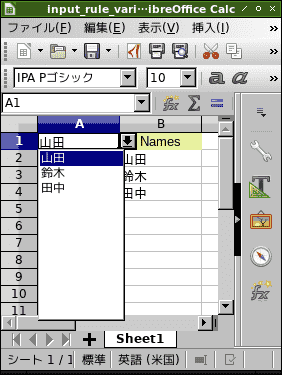 input_rule_vari…ibreOffice Calc
ファイル(F) 編集(E) 表示(V) 挿入(I)
IPA Pゴシック 10 a a
A1
A B
1 山田 Names
2 山田 山田
3 鈴木 鈴木
4 田中 田中
5
6
7
8
9
10
11
Sheet1
シート 1 / 1 標準 英語 (米国)